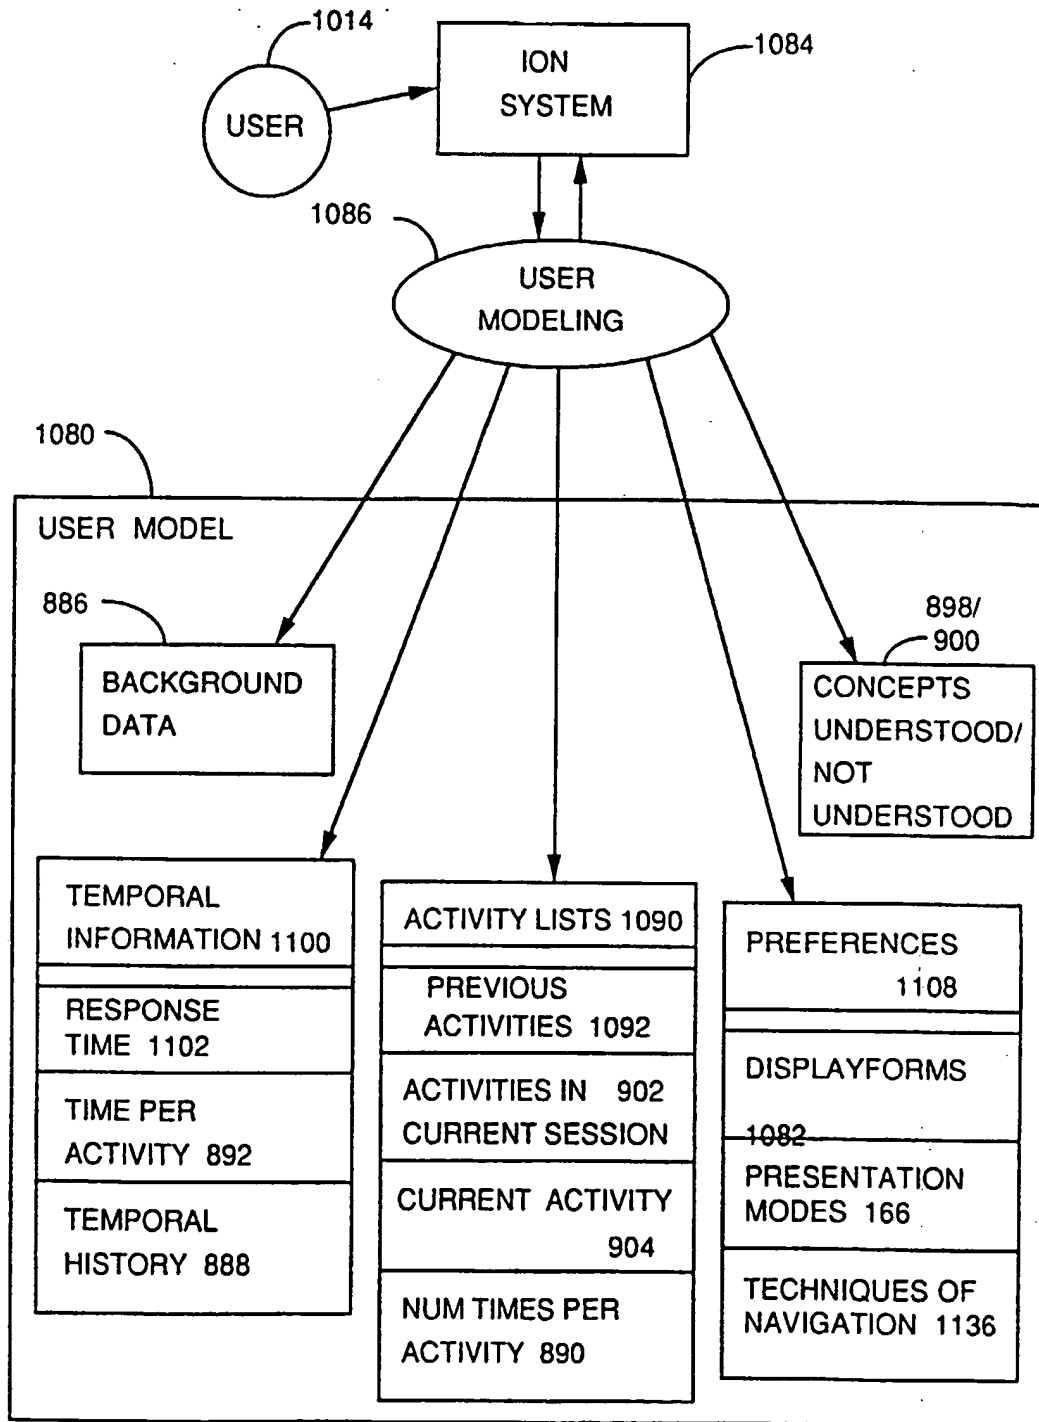 1014
USER
ION
SYSTEM
1084
1086
USER
MODELING
1080
USER MODEL
886
BACKGROUND
DATA
898/
900
CONCEPTS
UNDERSTOOD/
NOT
UNDERSTOOD
TEMPORAL
INFORMATION 1100
RESPONSE
TIME 1102
TIME PER
ACTIVITY 892
TEMPORAL
HISTORY 888
ACTIVITY LISTS 1090
PREVIOUS
ACTIVITIES 1092
ACTIVITIES IN 902
CURRENT SESSION
CURRENT ACTIVITY
904
NUM TIMES PER
ACTIVITY 890
PREFERENCES
1108
DISPLAYFORMS
1082
PRESENTATION
MODES 166
TECHNIQUES OF
NAVIGATION 1136